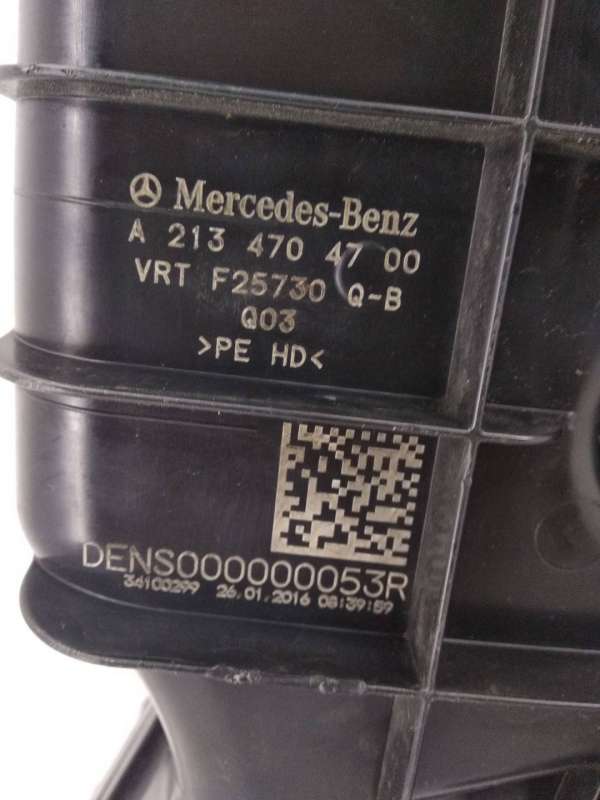 Mercedes-Benz
A 213 470 47 00
VRT F25730 Q-B
Q03
>PE HD<
DENS000000053R
34100299 26.01.2016 08:39:59